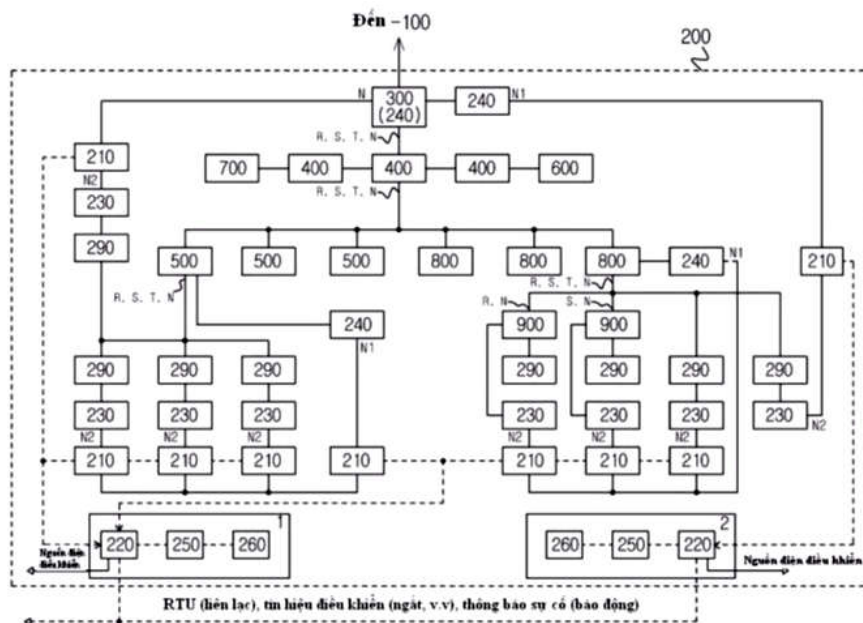 Đến -100
200
N 300 (240) 240 N1
R. S. T. N
210
700 400 400 400 600
N2
R. S. T. N
230
290 500 500 500 800 800 800 240 N1 210
R. S. T. N R. S. T. N
R. N S. N
240 900 900
N1
290 290 290 290 290 290 290
230 230 230 230 230 230 230 N2
N2 N2 N2 N2 N2 N2
210 210 210 210 210 210 210
1 2
220 250 260 260 250 220
Nguồn điện điều khiển Nguồn điện điều khiển
RTU (liên lạc), tín hiệu điều khiển (ngắt, v.v), thông báo sự cố (báo động)